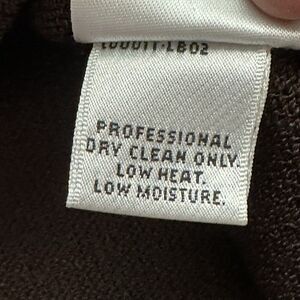 PROFESSIONAL
DRY CLEAN ONLY.
LOW HEAT.
LOW MOISTURE.